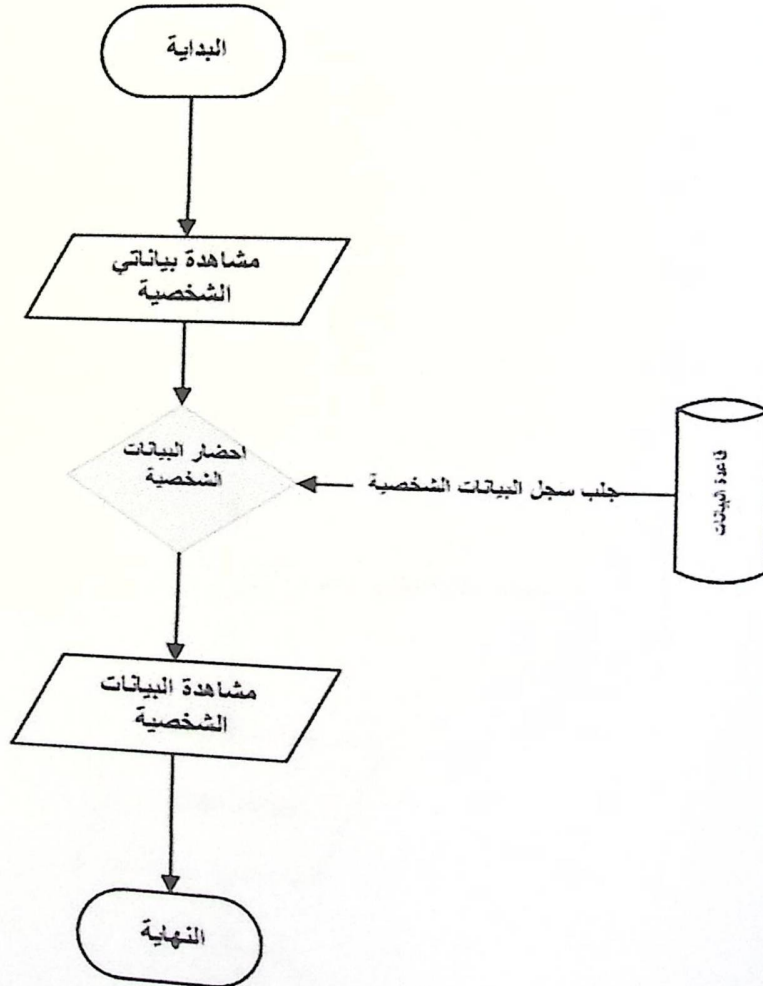 البداية
مشاهدة بياناتي
الشخصية
احضار البيانات
الشخصية
جلب سجل البيانات الشخصية
قاعدة البيانات
مشاهدة البيانات
الشخصية
النهاية